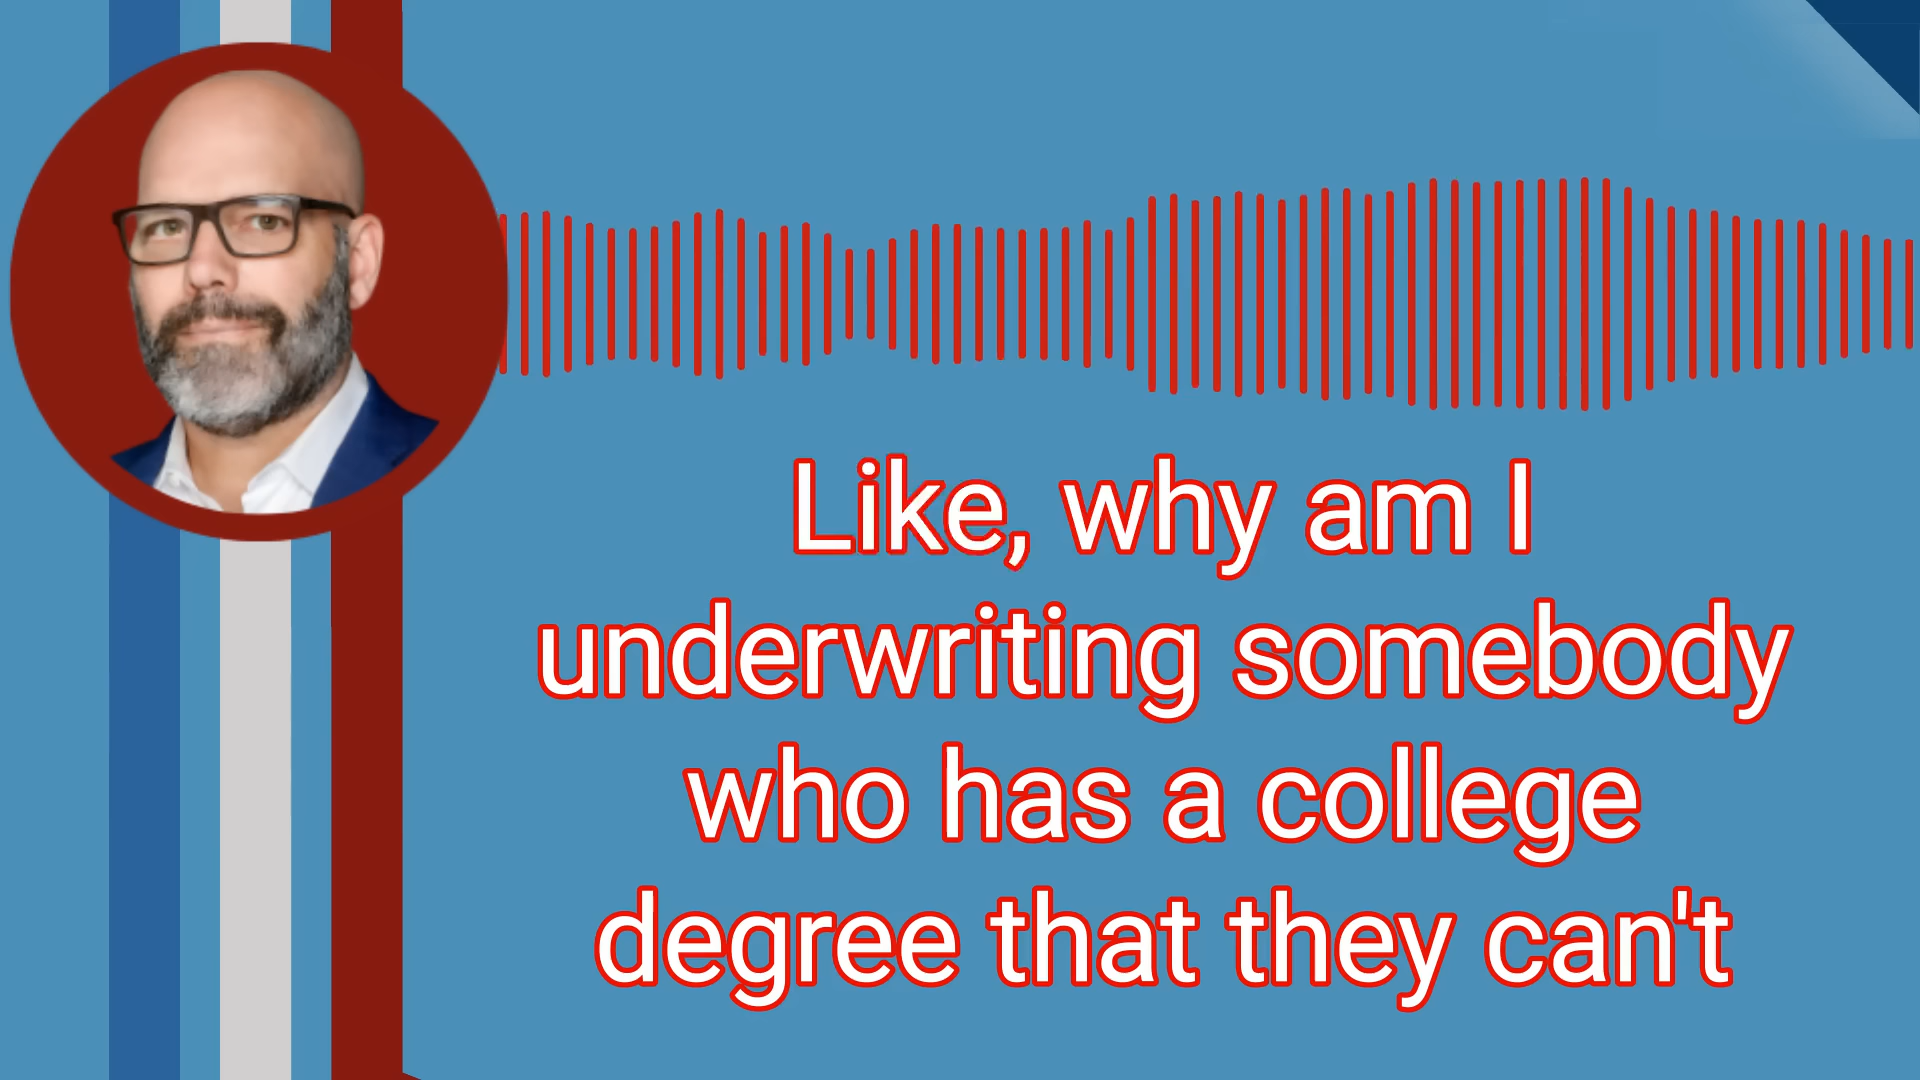 Like, why am I
underwriting somebody
who has a college
degree that they can't